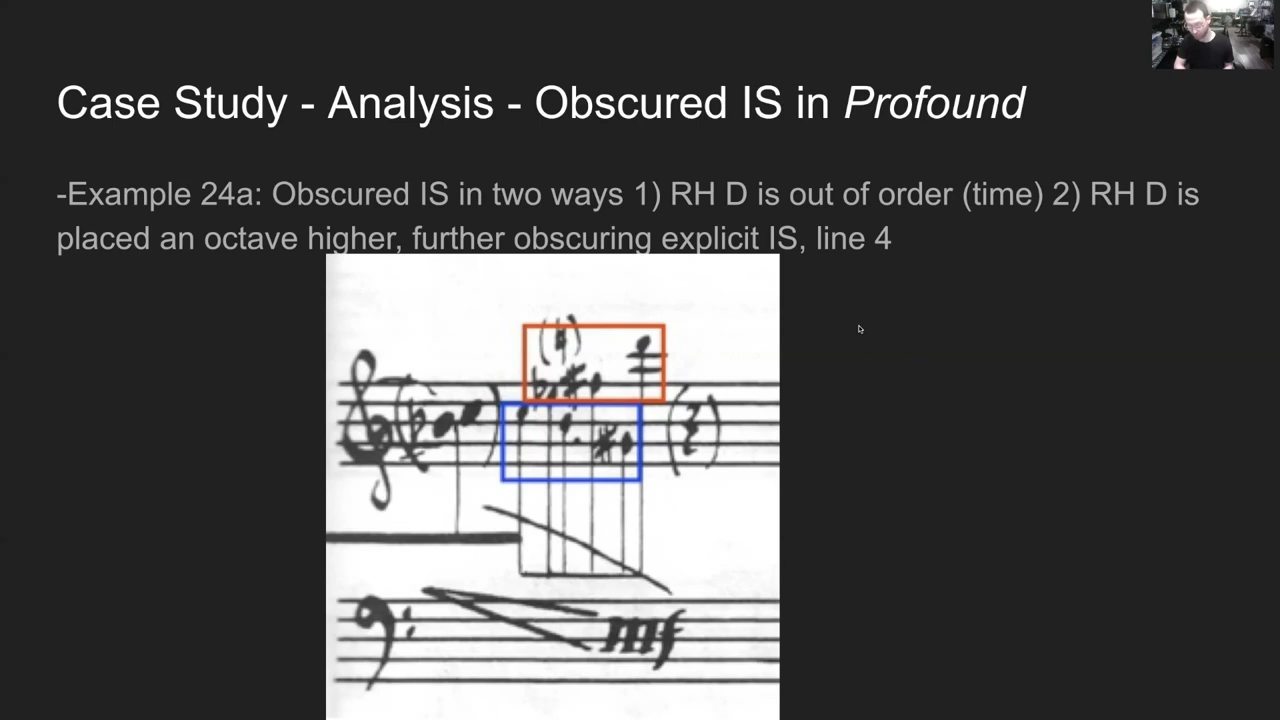 Case Study - Analysis - Obscured IS in Profound
-Example 24a: Obscured IS in two ways 1) RH D is out of order (time) 2) RH D is
placed an octave higher, further obscuring explicit IS, line 4
mf